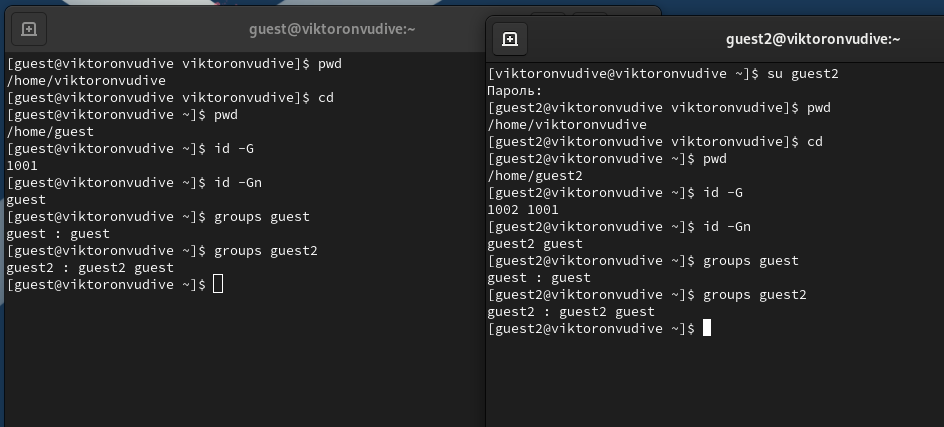 guest@viktoronvudive:~
[guest@viktoronvudive viktoronvudive]$ pwd
/home/viktoronvudive
[guest@viktoronvudive viktoronvudive]$ cd
[guest@viktoronvudive ~]$ pwd
/home/guest
[guest@viktoronvudive ~]$ id -G
1001
[guest@viktoronvudive ~]$ id -Gn
guest
[guest@viktoronvudive ~]$ groups guest
guest : guest
[guest@viktoronvudive ~]$ groups guest2
guest2 : guest2 guest
[guest@viktoronvudive ~]$
guest2@viktoronvudive:~
[viktoronvudive@viktoronvudive ~]$ su guest2
Пароль:
[guest2@viktoronvudive viktoronvudive]$ pwd
/home/viktoronvudive
[guest2@viktoronvudive viktoronvudive]$ cd
[guest2@viktoronvudive ~]$ pwd
/home/guest2
[guest2@viktoronvudive ~]$ id -G
1002 1001
[guest2@viktoronvudive ~]$ id -Gn
guest2 guest
[guest2@viktoronvudive ~]$ groups guest
guest : guest
[guest2@viktoronvudive ~]$ groups guest2
guest2 : guest2 guest
[guest2@viktoronvudive ~]$